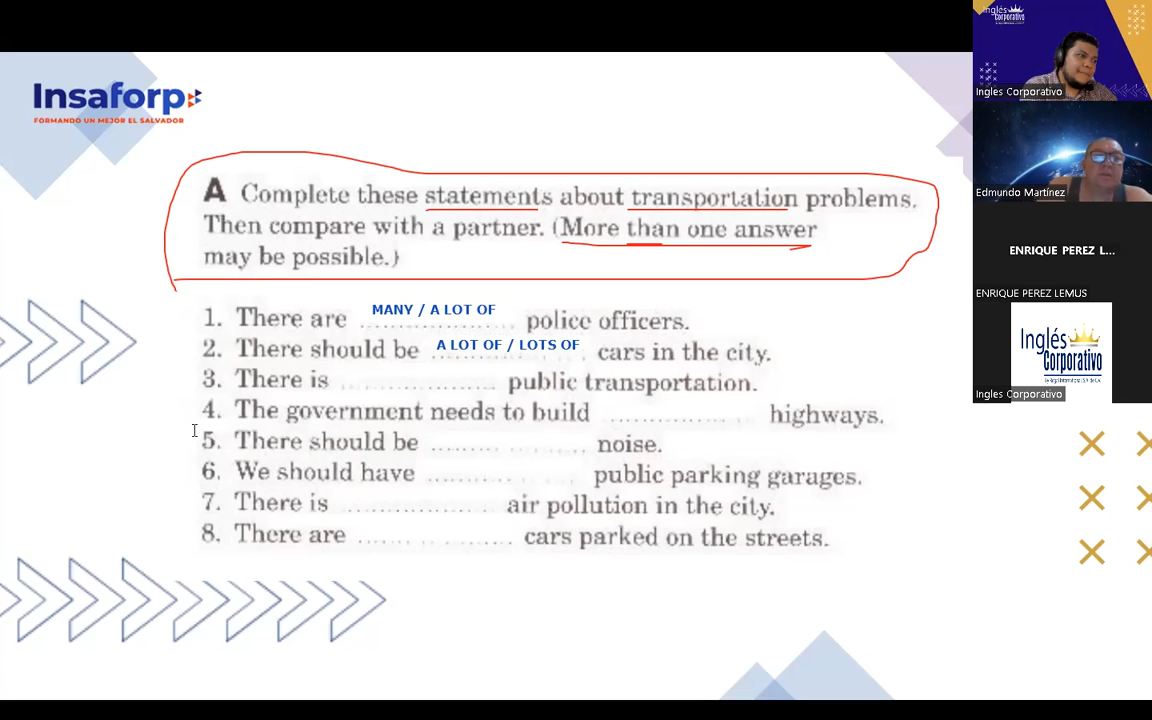 Insaforp
FORMANDO UN MEJOR EL SALVADOR
A Complete these statements about transportation problems.
Then compare with a partner. (More than one answer
may be possible.)
1. There are MANY / A LOT OF police officers.
2. There should be A LOT OF / LOTS OF cars in the city.
3. There is public transportation.
4. The government needs to build highways.
5. There should be noise.
6. We should have public parking garages.
7. There is air pollution in the city.
8. There are cars parked on the streets.
Inglés
Corporativo
Ingles Corporativo
Edmundo Martínez
ENRIQUE PEREZ L...
ENRIQUE PEREZ LEMUS
Inglés
Corporativo
Ingles Corporativo